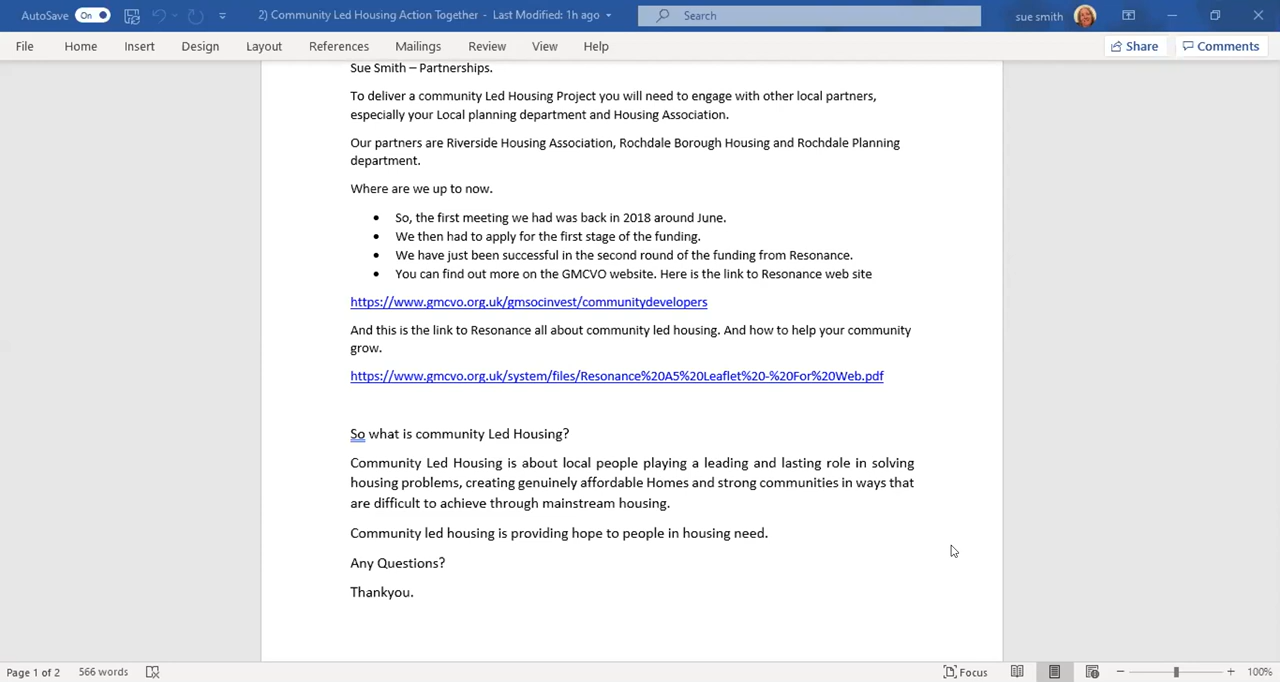 AutoSave On 2) Community Led Housing Action Together - Last Modified: 1h ago Search sue smith
File Home Insert Design Layout References Mailings Review View Help Share Comments
Sue Smith – Partnerships.
To deliver a community Led Housing Project you will need to engage with other local partners,
especially your Local planning department and Housing Association.
Our partners are Riverside Housing Association, Rochdale Borough Housing and Rochdale Planning
department.
Where are we up to now.
• So, the first meeting we had was back in 2018 around June.
• We then had to apply for the first stage of the funding.
• We have just been successful in the second round of the funding from Resonance.
• You can find out more on the GMCVO website. Here is the link to Resonance web site
https://www.gmcvo.org.uk/gmsocinvest/communitydevelopers
And this is the link to Resonance all about community led housing. And how to help your community
grow.
https://www.gmcvo.org.uk/system/files/Resonance%20A5%20Leaflet%20-%20For%20Web.pdf
So what is community Led Housing?
Community Led Housing is about local people playing a leading and lasting role in solving
housing problems, creating genuinely affordable Homes and strong communities in ways that
are difficult to achieve through mainstream housing.
Community led housing is providing hope to people in housing need.
Any Questions?
Thankyou.
Page 1 of 2 566 words Focus 100%